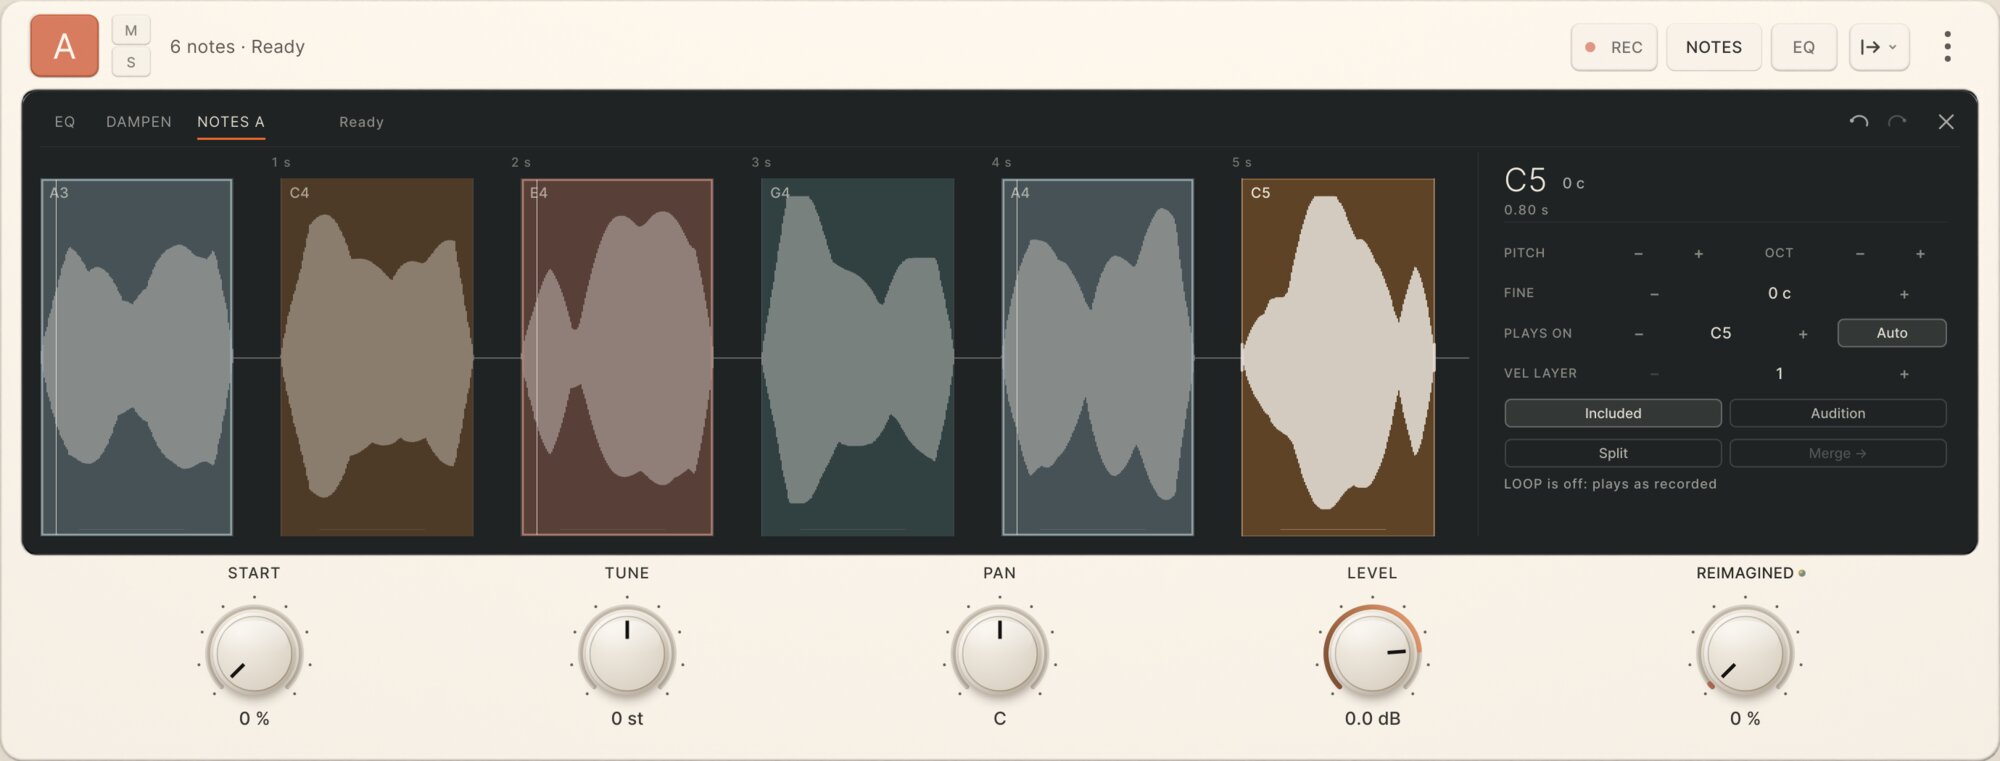 A
M
S
6 notes · Ready
REC
NOTES
EQ
EQ
DAMPEN
NOTES A
Ready
1 s
2 s
3 s
4 s
5 s
A3
C4
E4
G4
A4
C5
C5
0 c
0.80 s
PITCH
−
+
OCT
−
+
FINE
−
0 c
+
PLAYS ON
−
C5
+
Auto
VEL LAYER
−
1
+
Included
Audition
Split
Merge →
LOOP is off: plays as recorded
START
TUNE
PAN
LEVEL
REIMAGINED
0 %
0 st
C
0.0 dB
0 %